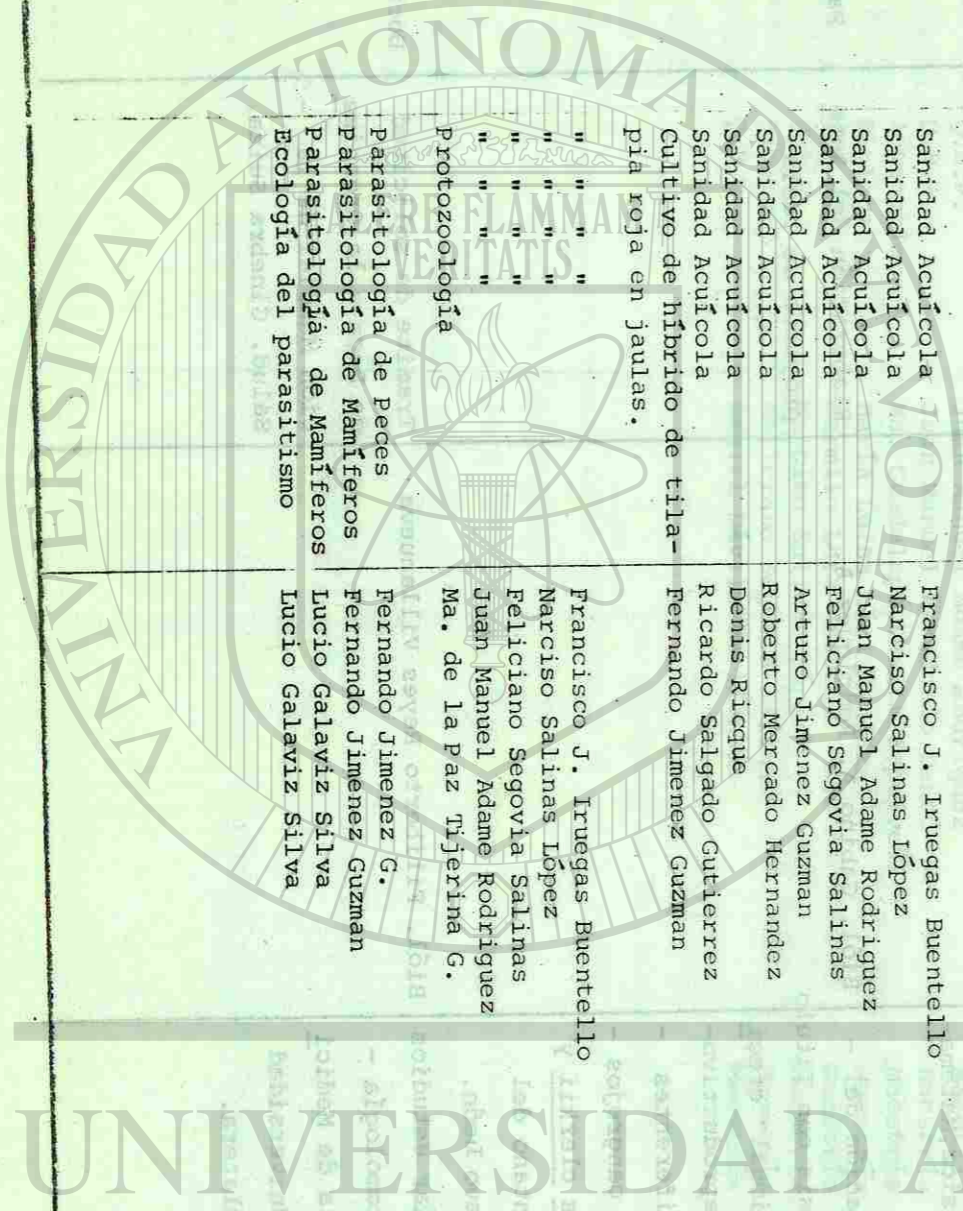 Sanidad Acuícola Francisco J. Iruegas Buentello
Sanidad Acuícola Narciso Salinas López
Sanidad Acuícola Juan Manuel Adame Rodriguez
Sanidad Acuícola Feliciano Segovia Salinas
Sanidad Acuícola Arturo Jimenez Guzman
Sanidad Acuícola Roberto Mercado Hernandez
Sanidad Acuícola Denis Ricque
Sanidad Acuícola Ricardo Salgado Gutierrez
Cultivo de híbrido de tila- Fernando Jimenez Guzman
pia roja en jaulas.
" " " " Francisco J. Iruegas Buentello
" " " " Narciso Salinas López
" " " " Feliciano Segovia Salinas
" " " " Juan Manuel Adame Rodriguez
Protozoología Ma. de la Paz Tijerina G.
Parasitología de Peces Fernando Jimenez G.
Parasitología de Mamíferos Fernando Jimenez Guzman
Parasitología de Mamíferos Lucio Galaviz Silva
Ecología del parasitismo Lucio Galaviz Silva
FLAMMAM
VERITATIS
UNIVERSIDAD A